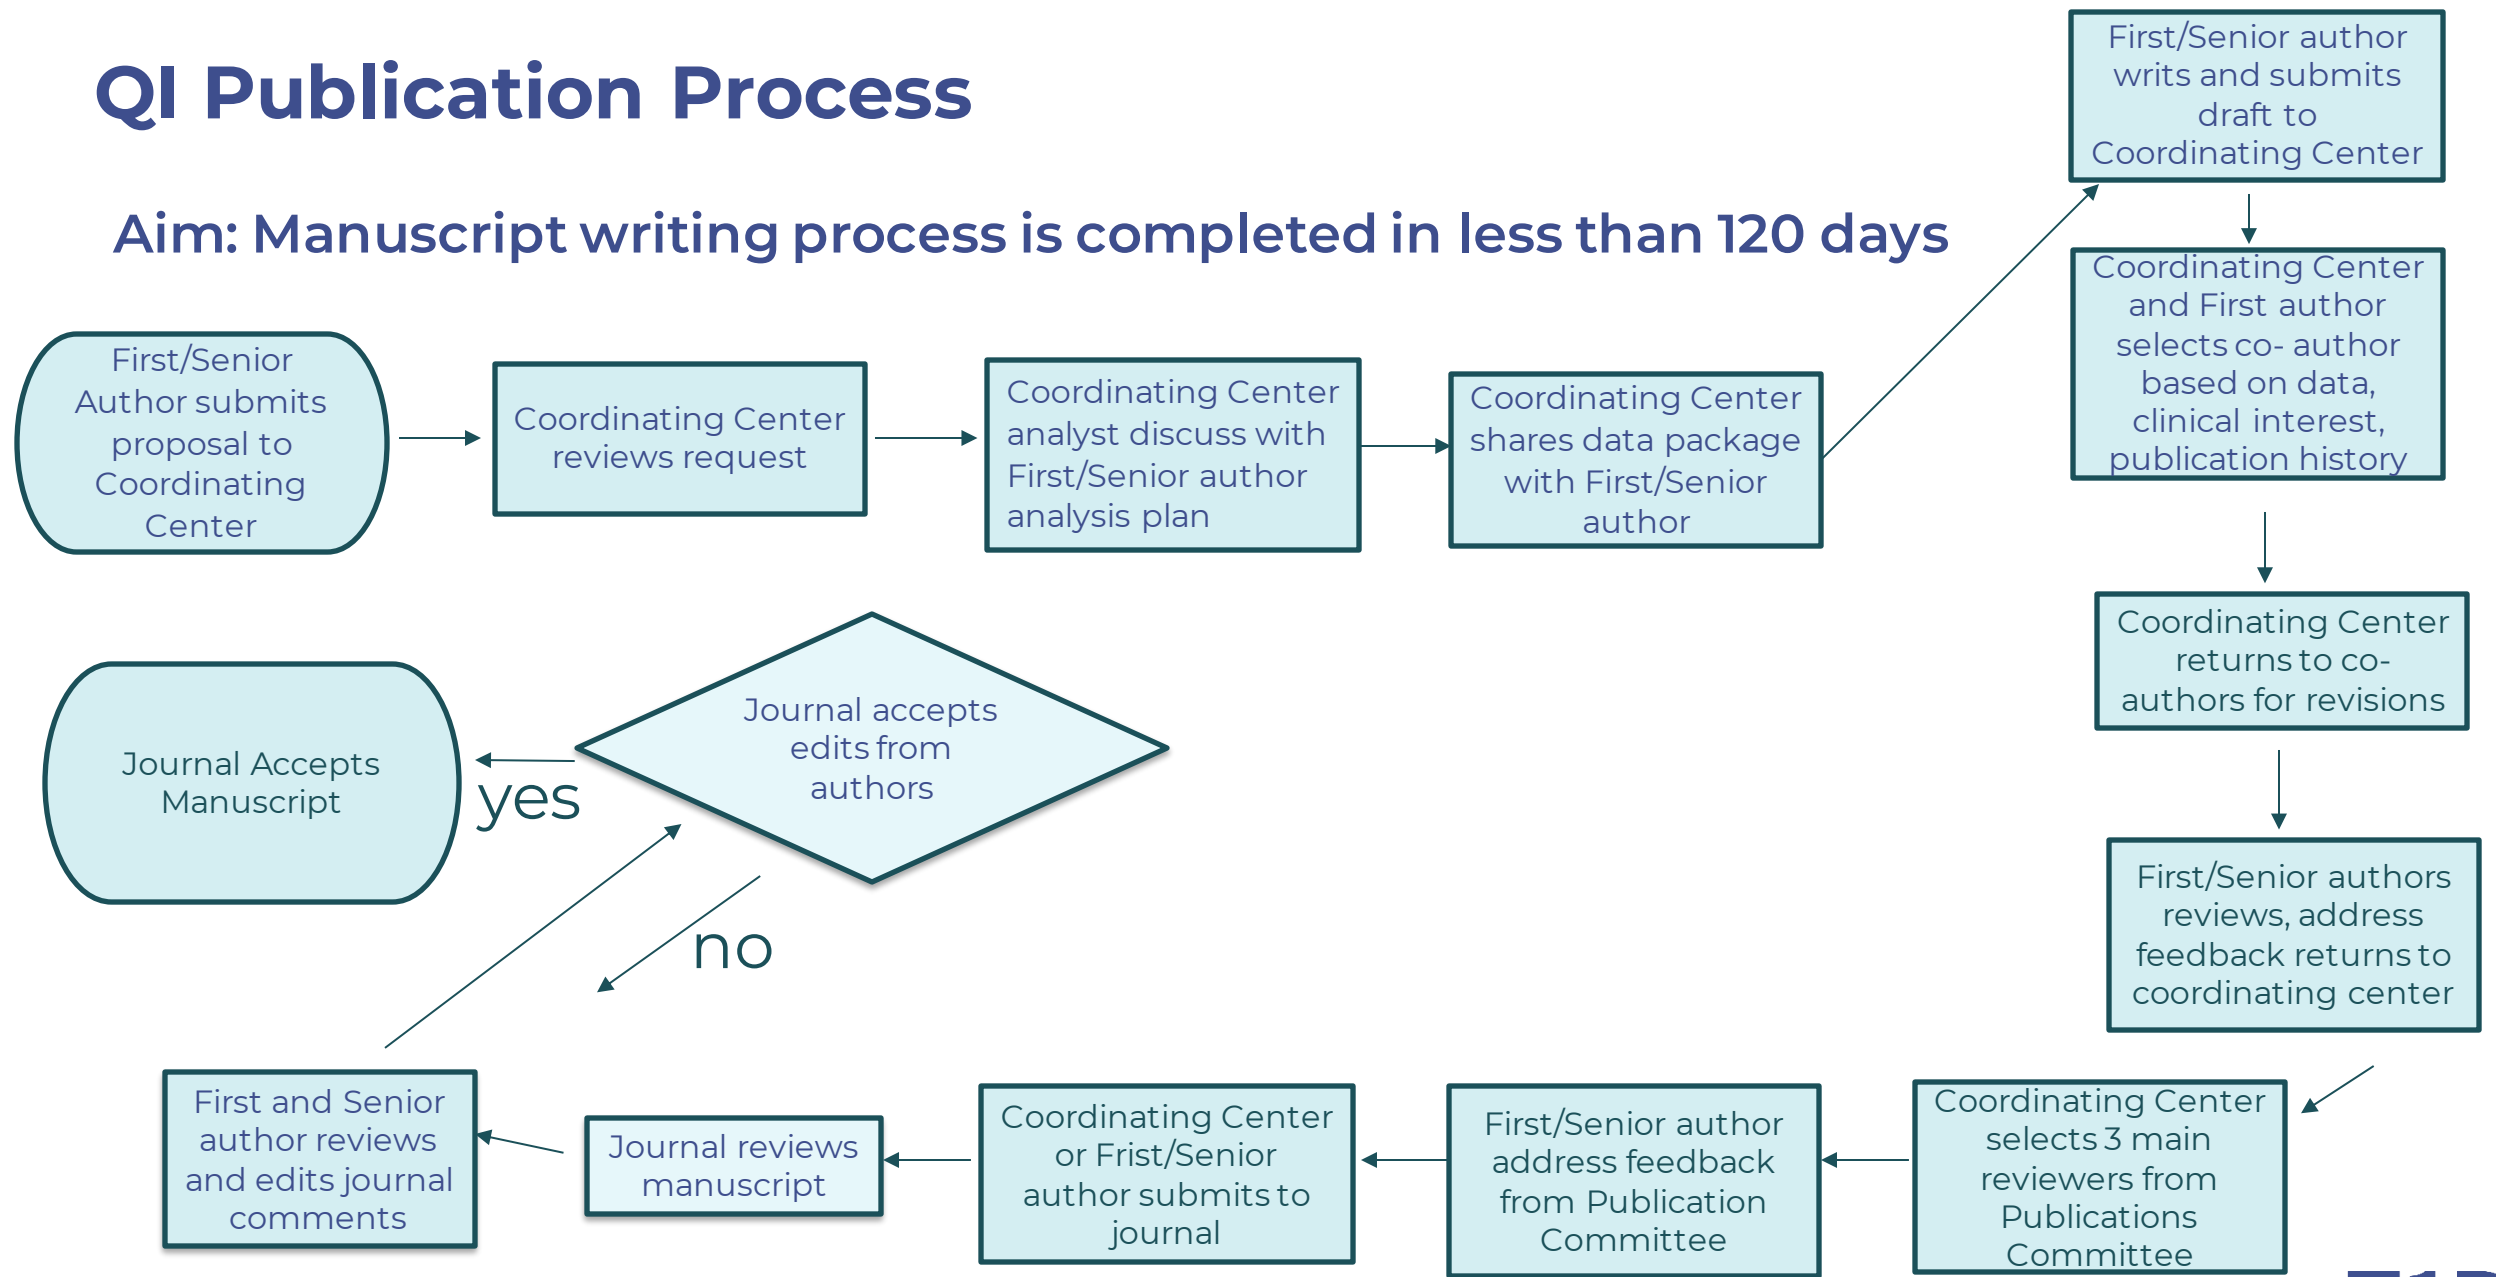 QI Publication Process
Aim: Manuscript writing process is completed in less than 120 days
First/Senior
Author submits
proposal to
Coordinating
Center
Coordinating Center
reviews request
Coordinating Center
analyst discuss with
First/Senior author
analysis plan
Coordinating Center
shares data package
with First/Senior
author
First/Senior author
writs and submits
draft to
Coordinating Center
Coordinating Center
and First author
selects co- author
based on data,
clinical interest,
publication history
Coordinating Center
returns to co-
authors for revisions
First/Senior authors
reviews, address
feedback returns to
coordinating center
Coordinating Center
selects 3 main
reviewers from
Publications
Committee
First/Senior author
address feedback
from Publication
Committee
Coordinating Center
or Frist/Senior
author submits to
journal
Journal reviews
manuscript
First and Senior
author reviews
and edits journal
comments
Journal accepts
edits from
authors
yes
no
Journal Accepts
Manuscript